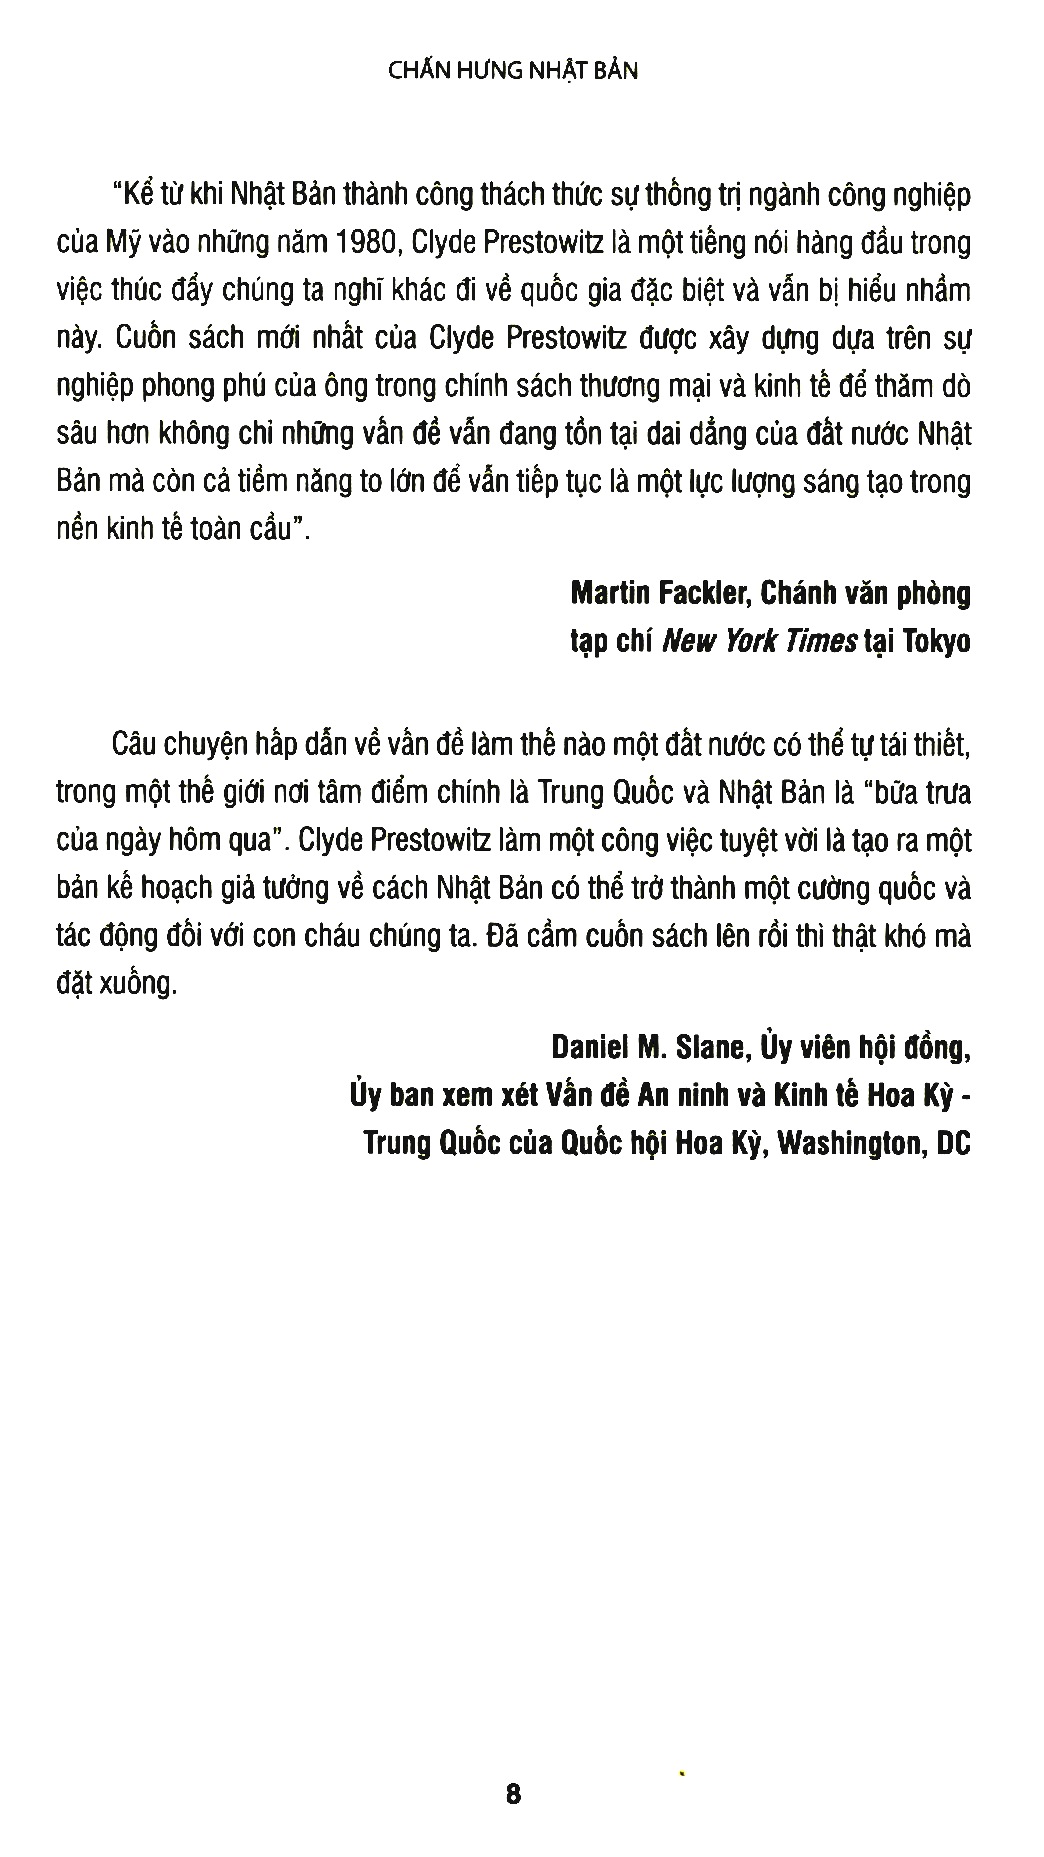 CHẤN HƯNG NHẬT BẢN
“Kể từ khi Nhật Bản thành công thách thức sự thống trị ngành công nghiệp
của Mỹ vào những năm 1980, Clyde Prestowitz là một tiếng nói hàng đầu trong
việc thúc đẩy chúng ta nghĩ khác đi về quốc gia đặc biệt và vẫn bị hiểu nhầm
này. Cuốn sách mới nhất của Clyde Prestowitz được xây dựng dựa trên sự
nghiệp phong phú của ông trong chính sách thương mại và kinh tế để thăm dò
sâu hơn không chỉ những vấn đề vẫn đang tồn tại dai dẳng của đất nước Nhật
Bản mà còn cả tiềm năng to lớn để vẫn tiếp tục là một lực lượng sáng tạo trong
nền kinh tế toàn cầu”.
Martin Fackler, Chánh văn phòng
tạp chí New York Times tại Tokyo
Câu chuyện hấp dẫn về vấn đề làm thế nào một đất nước có thể tự tái thiết,
trong một thế giới nơi tâm điểm chính là Trung Quốc và Nhật Bản là “bữa trưa
của ngày hôm qua”. Clyde Prestowitz làm một công việc tuyệt vời là tạo ra một
bản kế hoạch giả tưởng về cách Nhật Bản có thể trở thành một cường quốc và
tác động đối với con cháu chúng ta. Đã cầm cuốn sách lên rồi thì thật khó mà
đặt xuống.
Daniel M. Slane, Ủy viên hội đồng,
Ủy ban xem xét Vấn đề An ninh và Kinh tế Hoa Kỳ -
Trung Quốc của Quốc hội Hoa Kỳ, Washington, DC
8